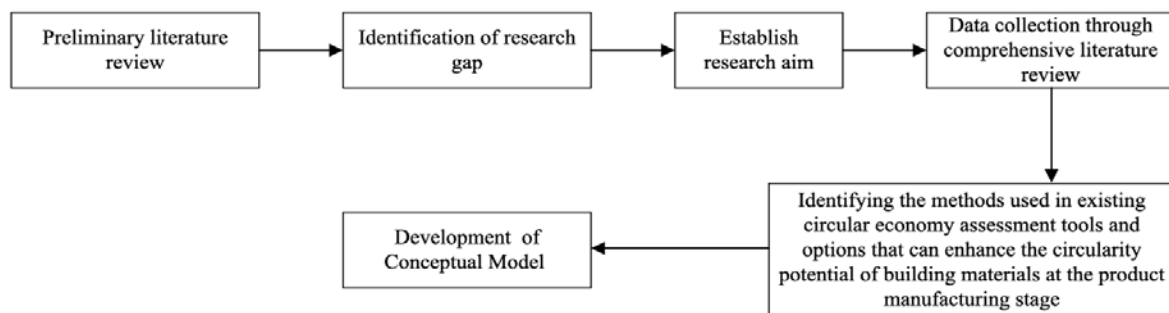 Preliminary literature
review
Identification of research
gap
Establish
research aim
Data collection through
comprehensive literature
review
Identifying the methods used in existing
circular economy assessment tools and
options that can enhance the circularity
potential of building materials at the product
manufacturing stage
Development of
Conceptual Model